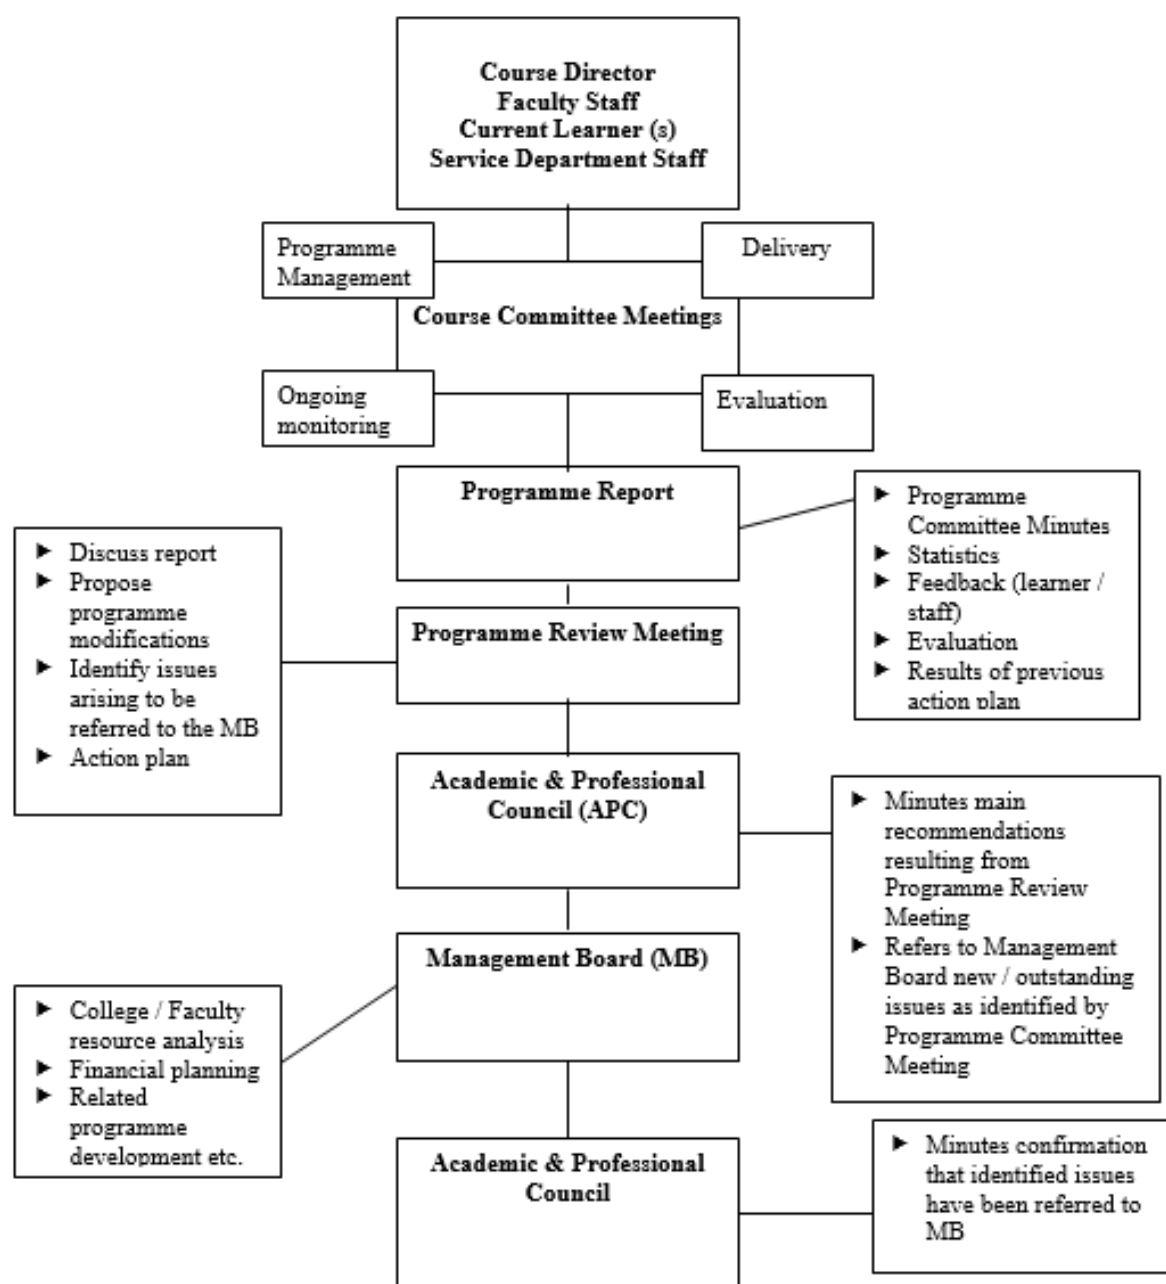 Course Director
Faculty Staff
Current Learner (s)
Service Department Staff
Programme
Management
Delivery
Course Committee Meetings
Ongoing
monitoring
Evaluation
Programme Report
► Programme
Committee Minutes
► Statistics
► Feedback (learner /
staff)
► Evaluation
► Results of previous
action plan
► Discuss report
► Propose
programme
modifications
► Identify issues
arising to be
referred to the MB
► Action plan
Programme Review Meeting
Academic & Professional
Council (APC)
► Minutes main
recommendations
resulting from
Programme Review
Meeting
► Refers to Management
Board new / outstanding
issues as identified by
Programme Committee
Meeting
Management Board (MB)
► College / Faculty
resource analysis
► Financial planning
► Related
programme
development etc.
Academic & Professional
Council
► Minutes confirmation
that identified issues
have been referred to
MB